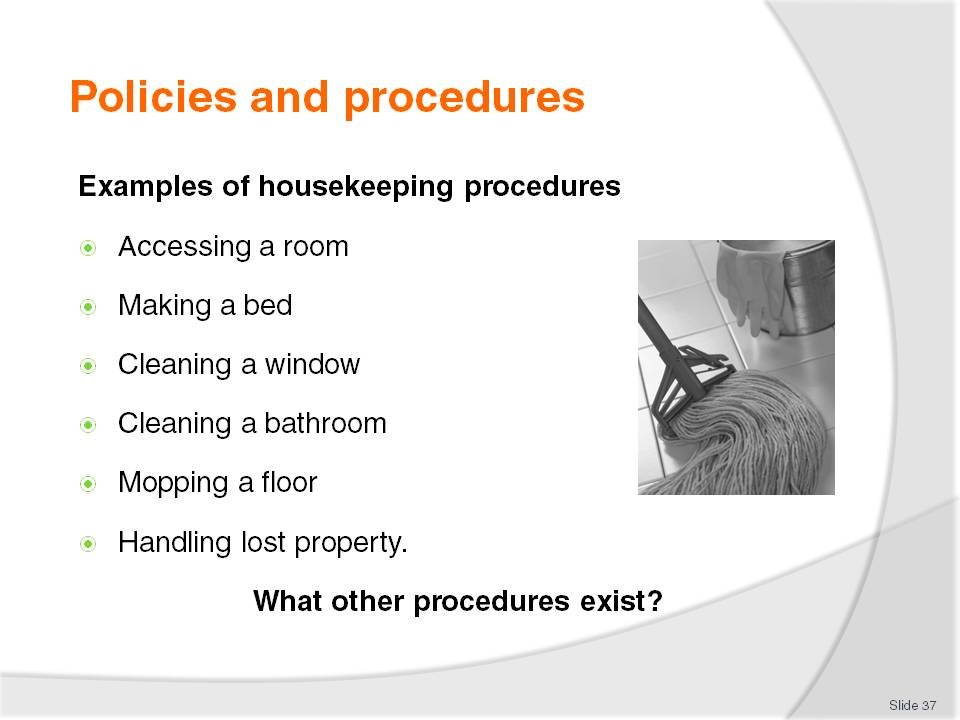 Policies and procedures
Examples of housekeeping procedures
Accessing a room
Making a bed
Cleaning a window
Cleaning a bathroom
Mopping a floor
Handling lost property.
What other procedures exist?
Slide 37